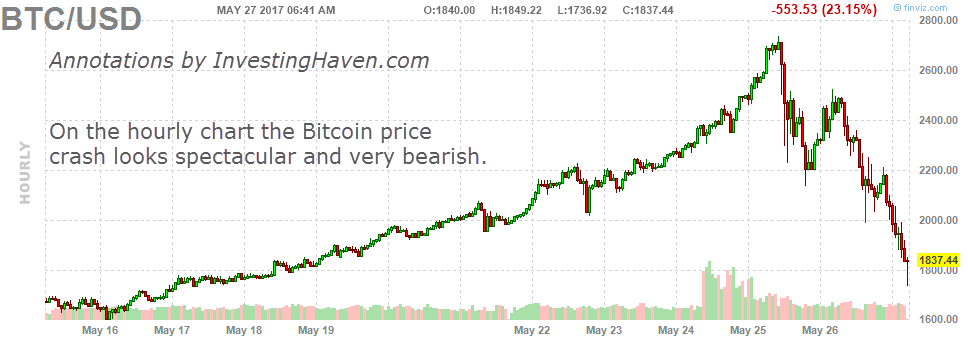 BTC/USD
MAY 27 2017 06:41 AM O:1840.00 H:1849.22 L:1736.92 C:1837.44 -553.53 (23.15%) © finviz.com
Annotations by InvestingHaven.com
On the hourly chart the Bitcoin price
crash looks spectacular and very bearish.
HOURLY
2800.00
2600.00
2400.00
2200.00
2000.00
1837.44
1800.00
1600.00
May 16 May 17 May 18 May 19 May 22 May 23 May 24 May 25 May 26